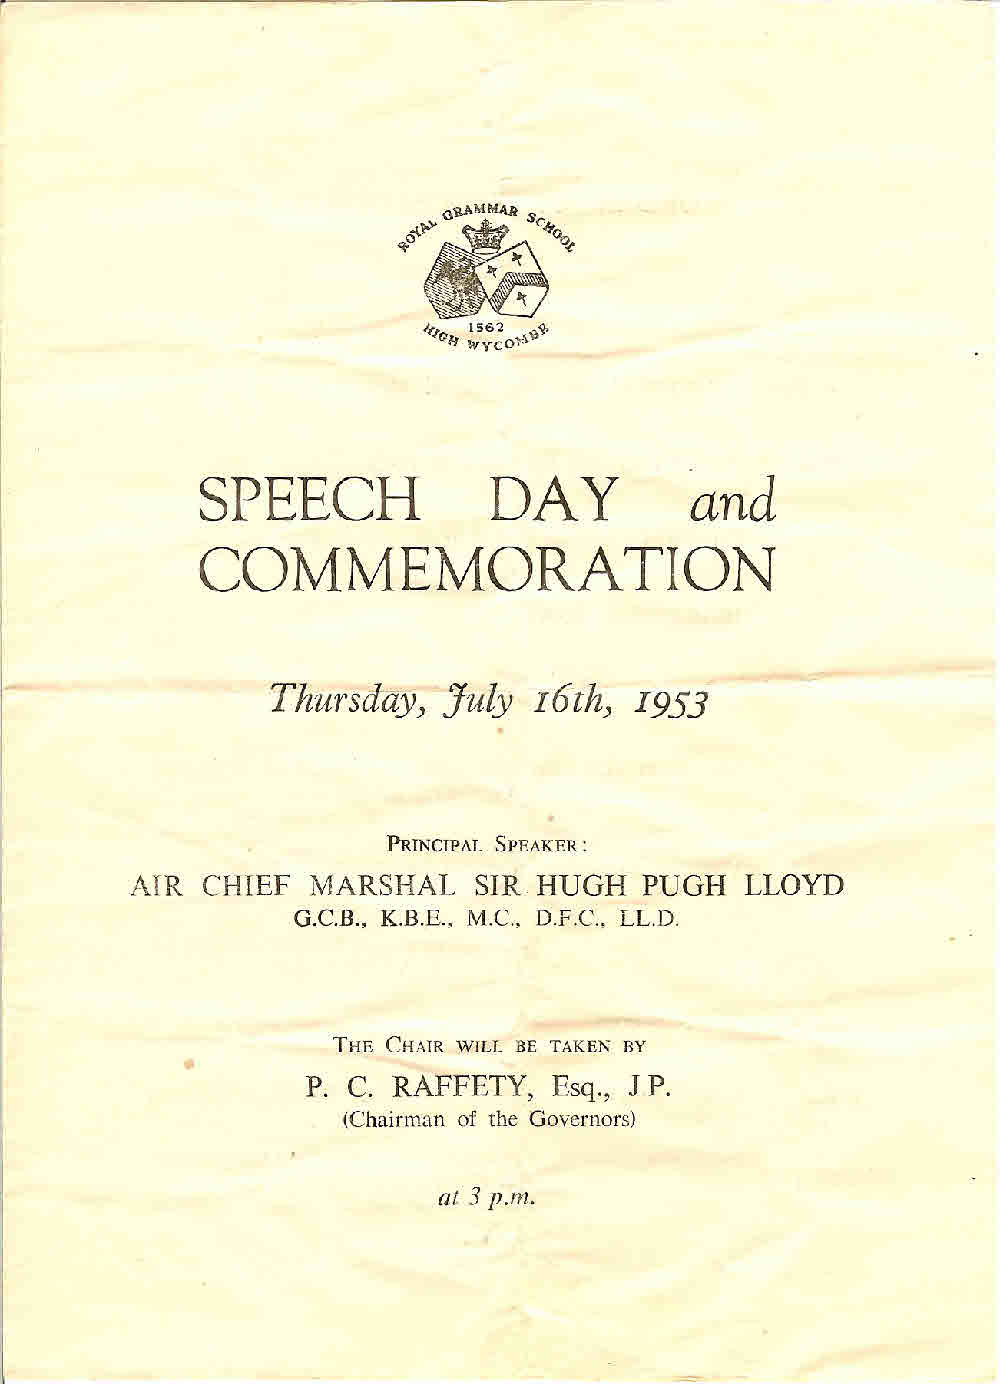 ROYAL GRAMMAR SCHOOL
1562
HIGH WYCOMBE
SPEECH DAY and
COMMEMORATION
Thursday, July 16th, 1953
PRINCIPAL SPEAKER:
AIR CHIEF MARSHAL SIR HUGH PUGH LLOYD
G.C.B., K.B.E., M.C., D.F.C., LL.D.
THE CHAIR WILL BE TAKEN BY
P. C. RAFFETY, Esq., J.P.
(Chairman of the Governors)
at 3 p.m.